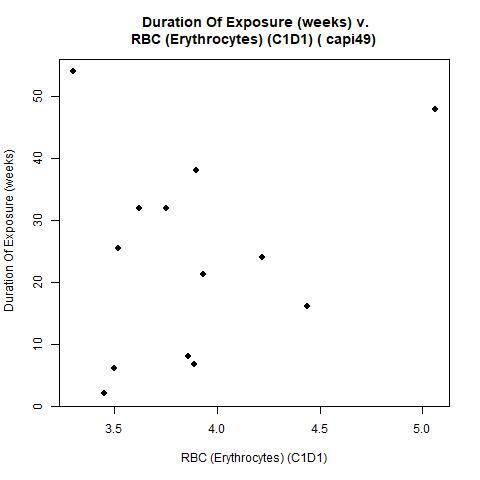 Duration Of Exposure (weeks) v.
RBC (Erythrocytes) (C1D1) ( capi49)
Duration Of Exposure (weeks)
50
40
30
20
10
0
3.5 4.0 4.5 5.0
RBC (Erythrocytes) (C1D1)